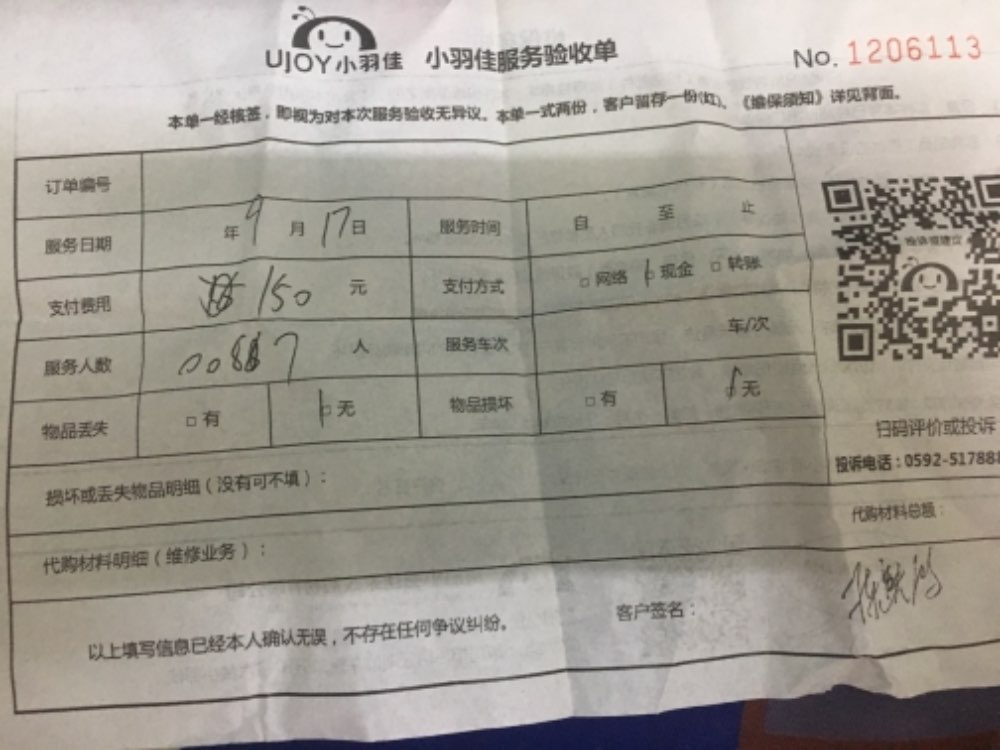 UJOY小羽佳 小羽佳服务验收单 No. 1206113
本单一经核签，即视为对本次服务验收无异议。本单一式两份，客户留存一份(红)、《维保须知》详见背面。
订单编号
服务日期 年 9 月 17 日 服务时间 自 至 止
支付费用 150 元 支付方式 □网络 □现金 □转账
服务人数 人 服务车次 车/次
物品丢失 □有 □无 物品损坏 □有 □无
扫码评价或投诉
投诉电话：0592-517888
损坏或丢失物品明细（没有可不填）：
代购材料明细（维修业务）： 代购材料总额：
以上填写信息已经本人确认无误，不存在任何争议纠纷。 客户签名：